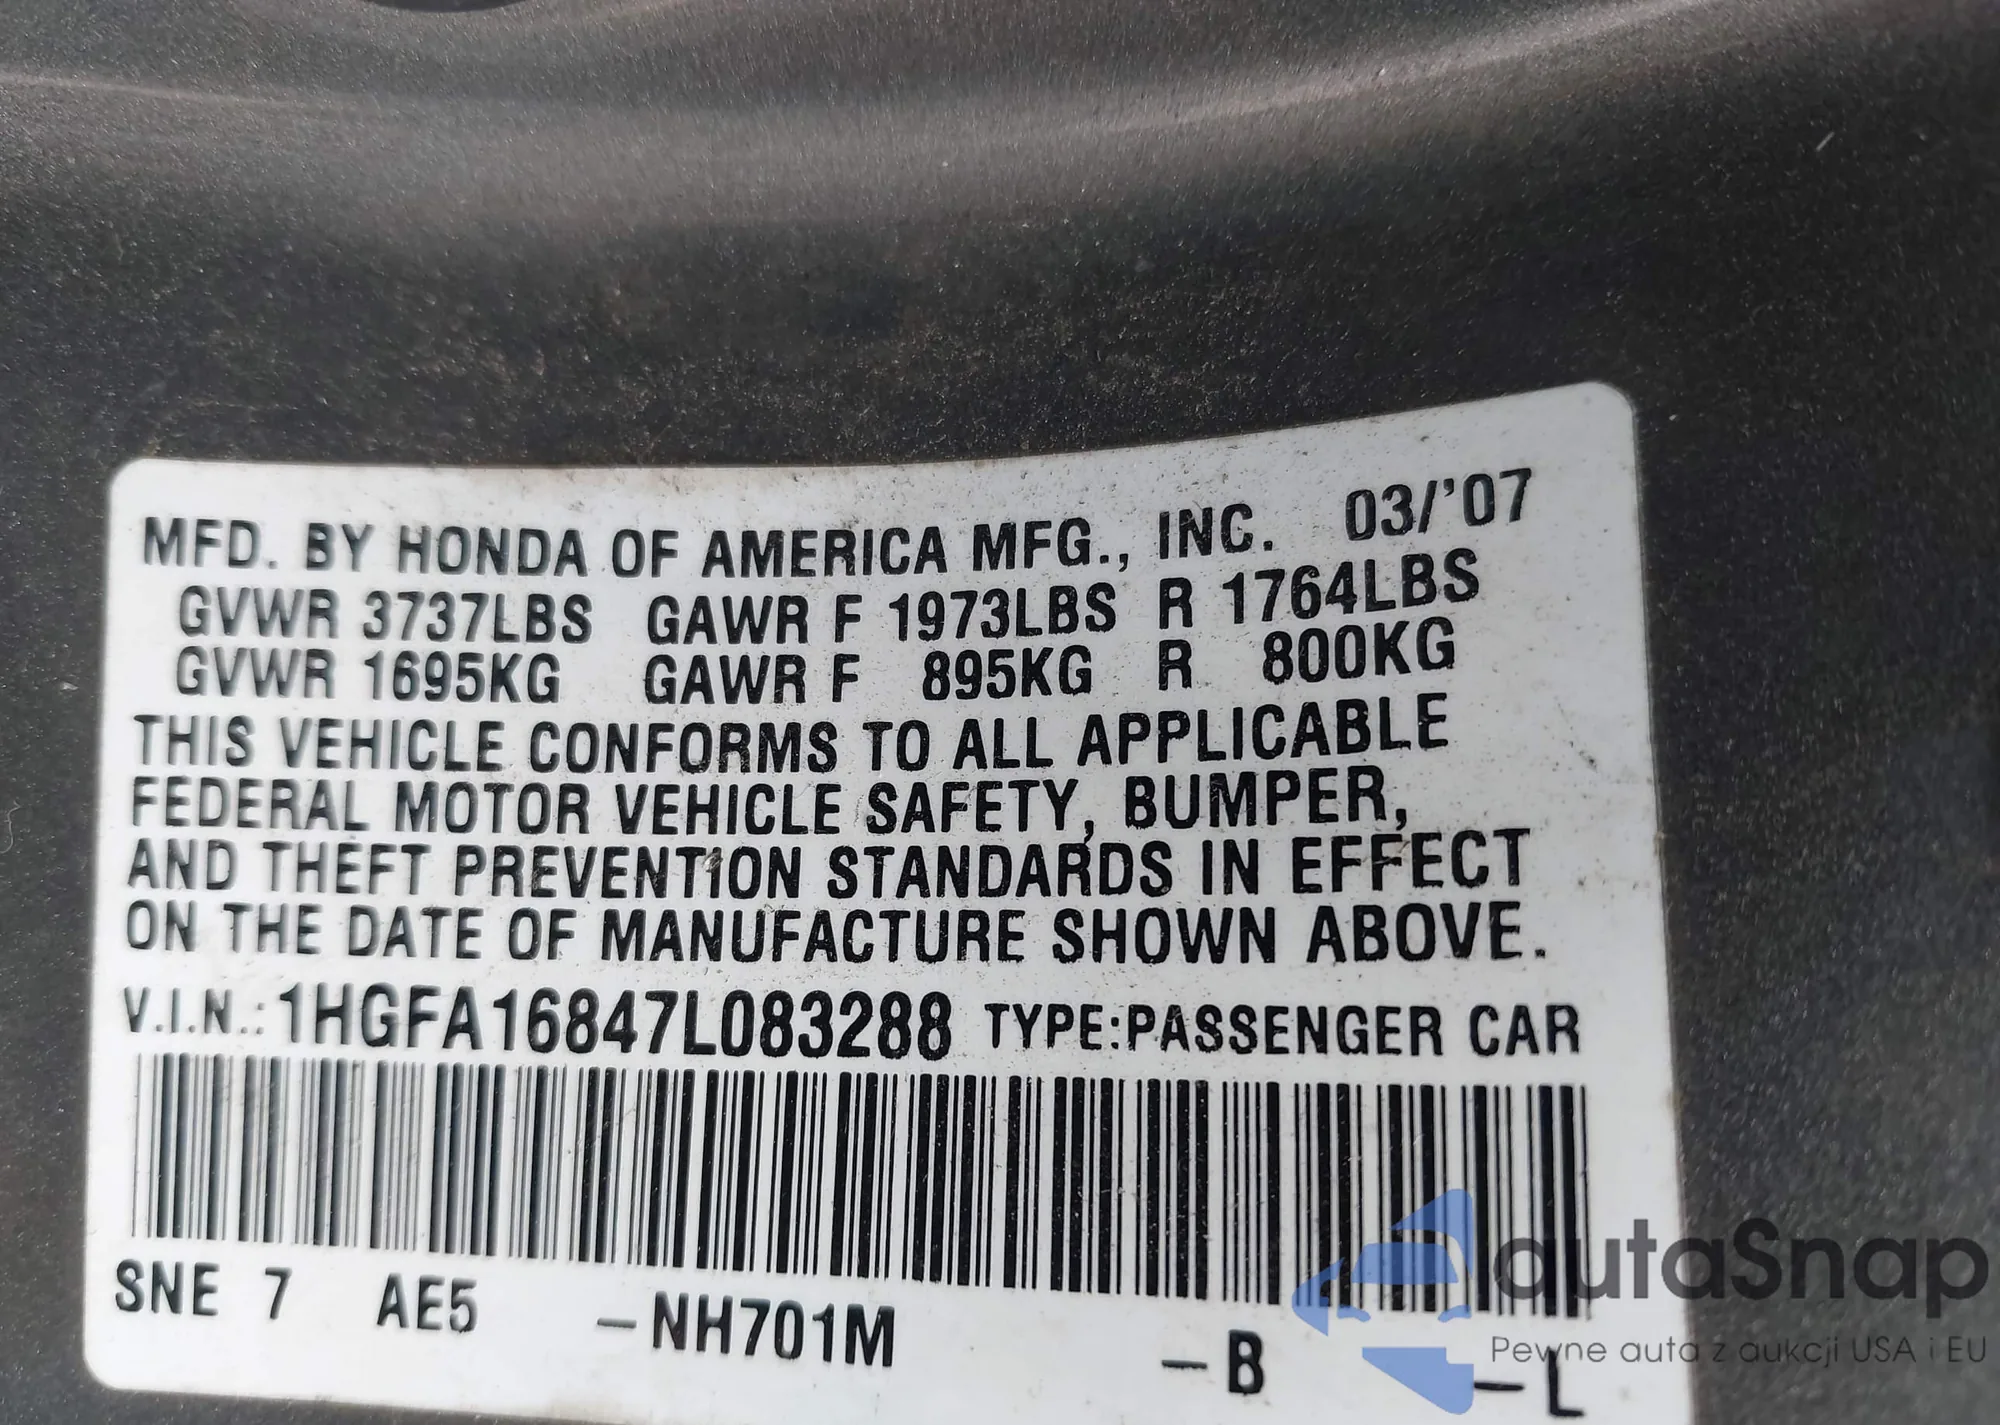 MFD. BY HONDA OF AMERICA MFG., INC. 03/'07
GVWR 3737LBS GAWR F 1973LBS R 1764LBS
GVWR 1695KG GAWR F 895KG R 800KG
THIS VEHICLE CONFORMS TO ALL APPLICABLE
FEDERAL MOTOR VEHICLE SAFETY, BUMPER,
AND THEFT PREVENTION STANDARDS IN EFFECT
ON THE DATE OF MANUFACTURE SHOWN ABOVE.
V.I.N.: 1HGFA16847L083288 TYPE:PASSENGER CAR
SNE 7 AE5 -NH701M -B -L
autaSnap
Pewne auta z aukcji USA i EU